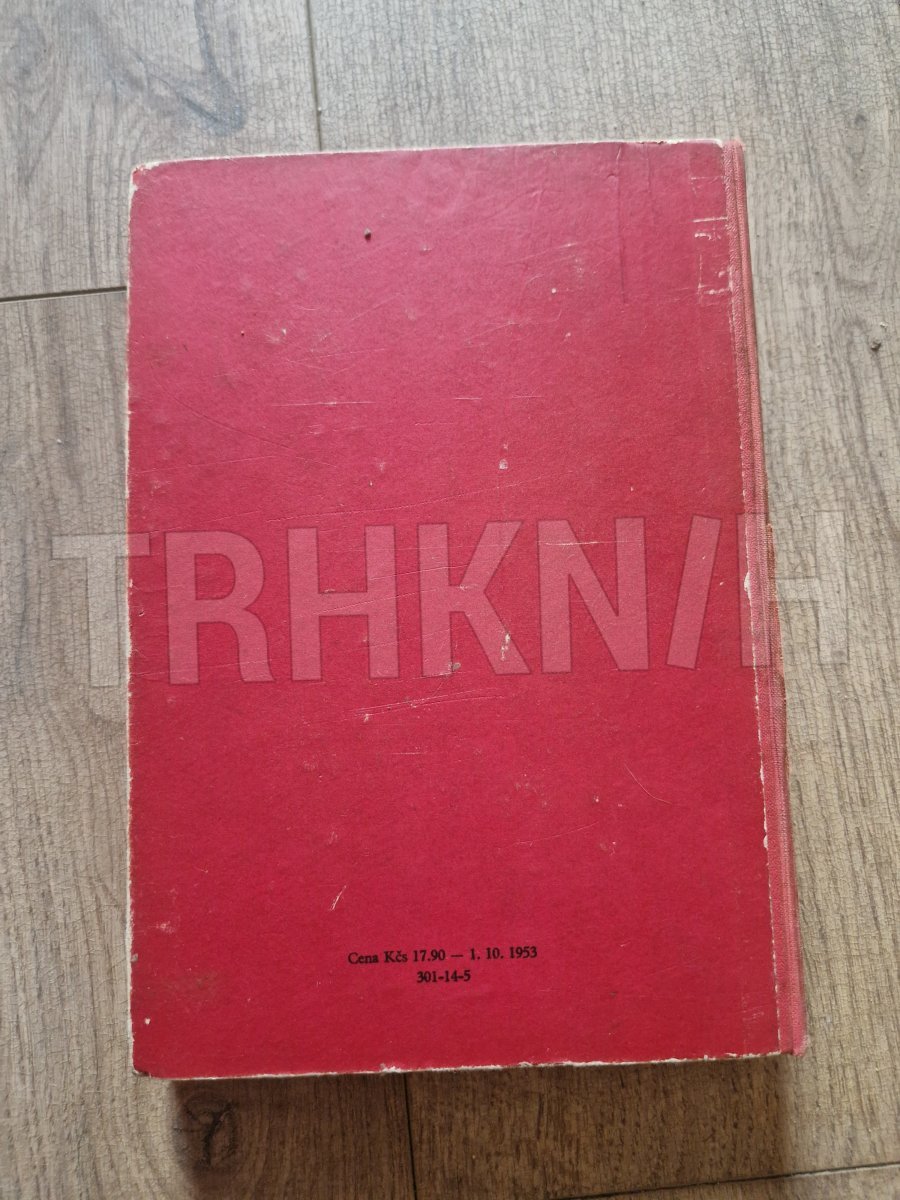 TRHKNIH
Cena Kčs 17.90 — 1. 10. 1953
301-14-5